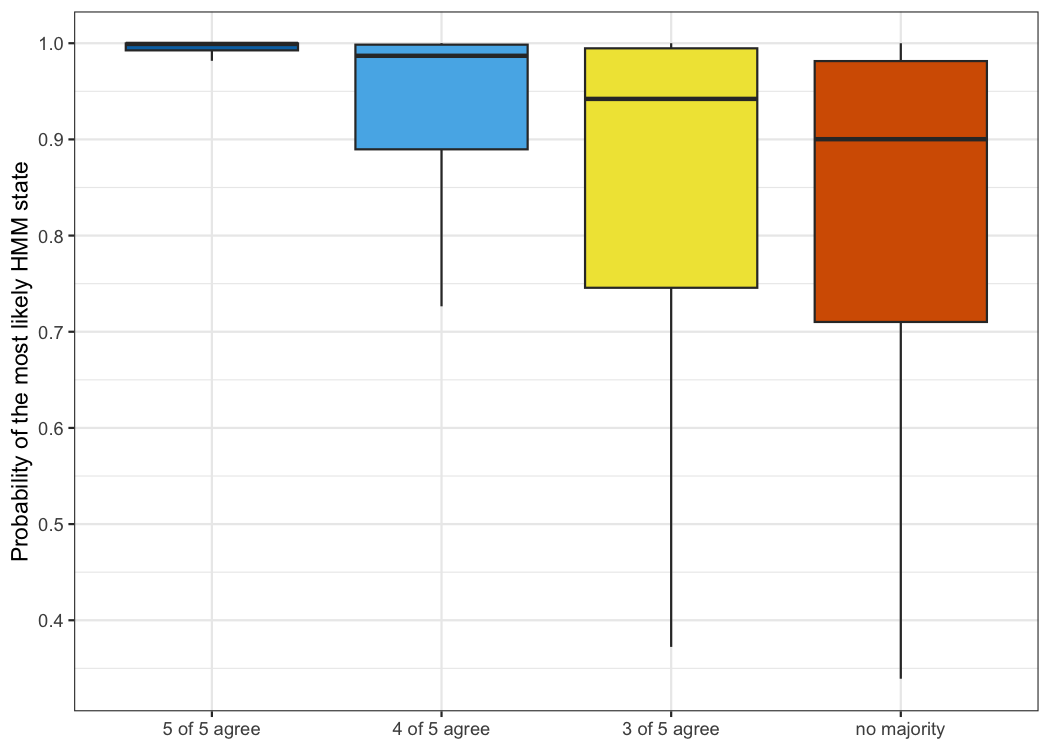 Probability of the most likely HMM state
1.0
0.9
0.8
0.7
0.6
0.5
0.4
5 of 5 agree
4 of 5 agree
3 of 5 agree
no majority